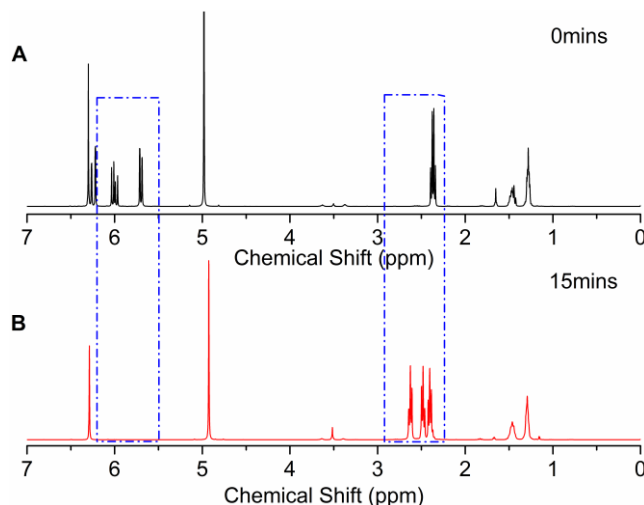 A
0mins
7 6 5 4 3 2 1 0
Chemical Shift (ppm)
15mins
B
7 6 5 4 3 2 1 0
Chemical Shift (ppm)